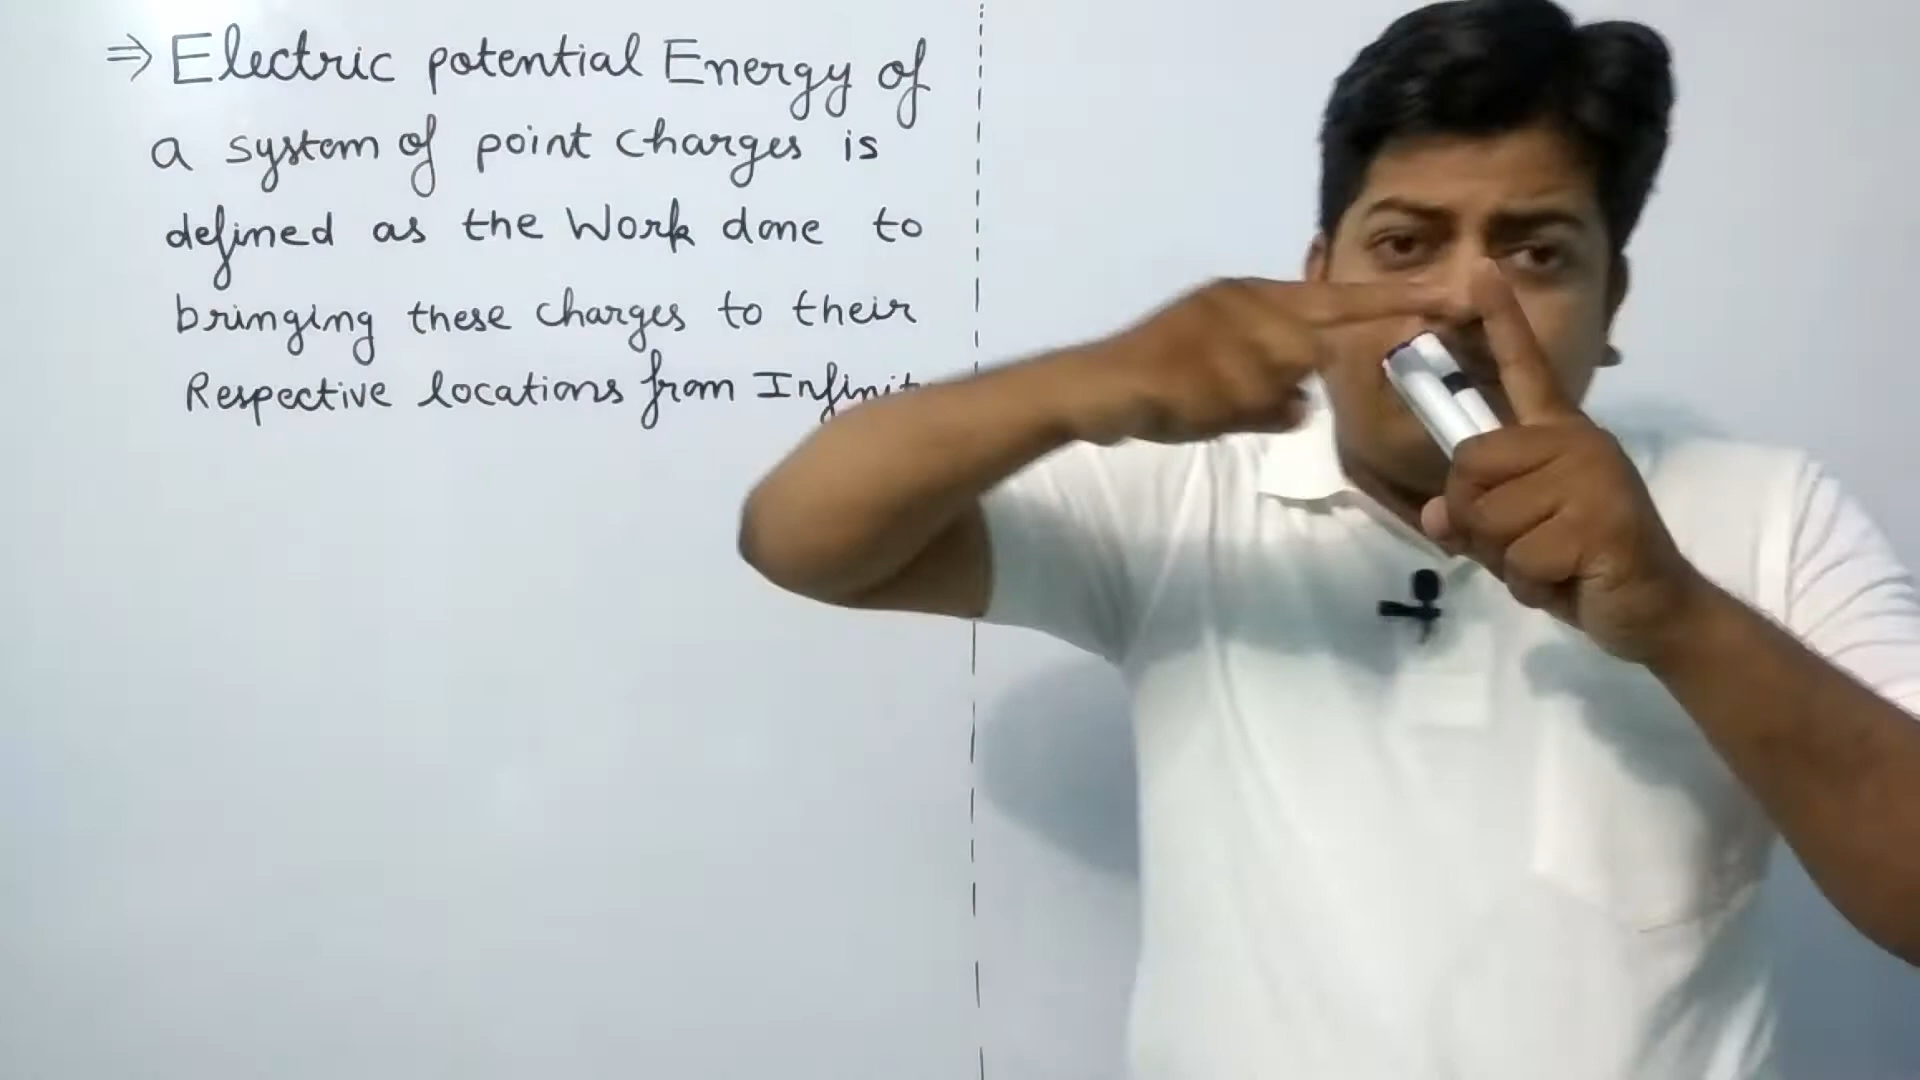 ⇒ Electric potential Energy of
a system of point charges is
defined as the Work done to
bringing these charges to their
Respective locations from